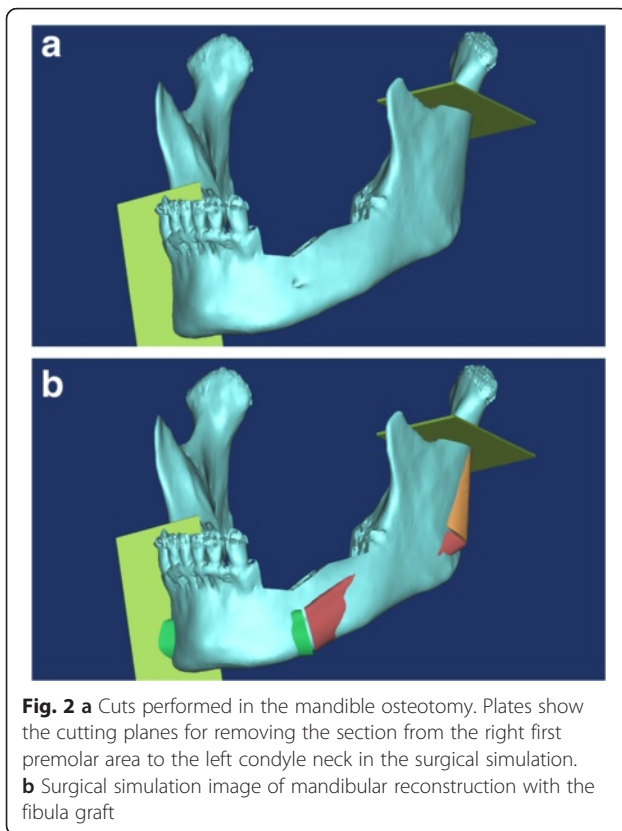 a
b
Fig. 2 a Cuts performed in the mandible osteotomy. Plates show
the cutting planes for removing the section from the right first
premolar area to the left condyle neck in the surgical simulation.
b Surgical simulation image of mandibular reconstruction with the
fibula graft